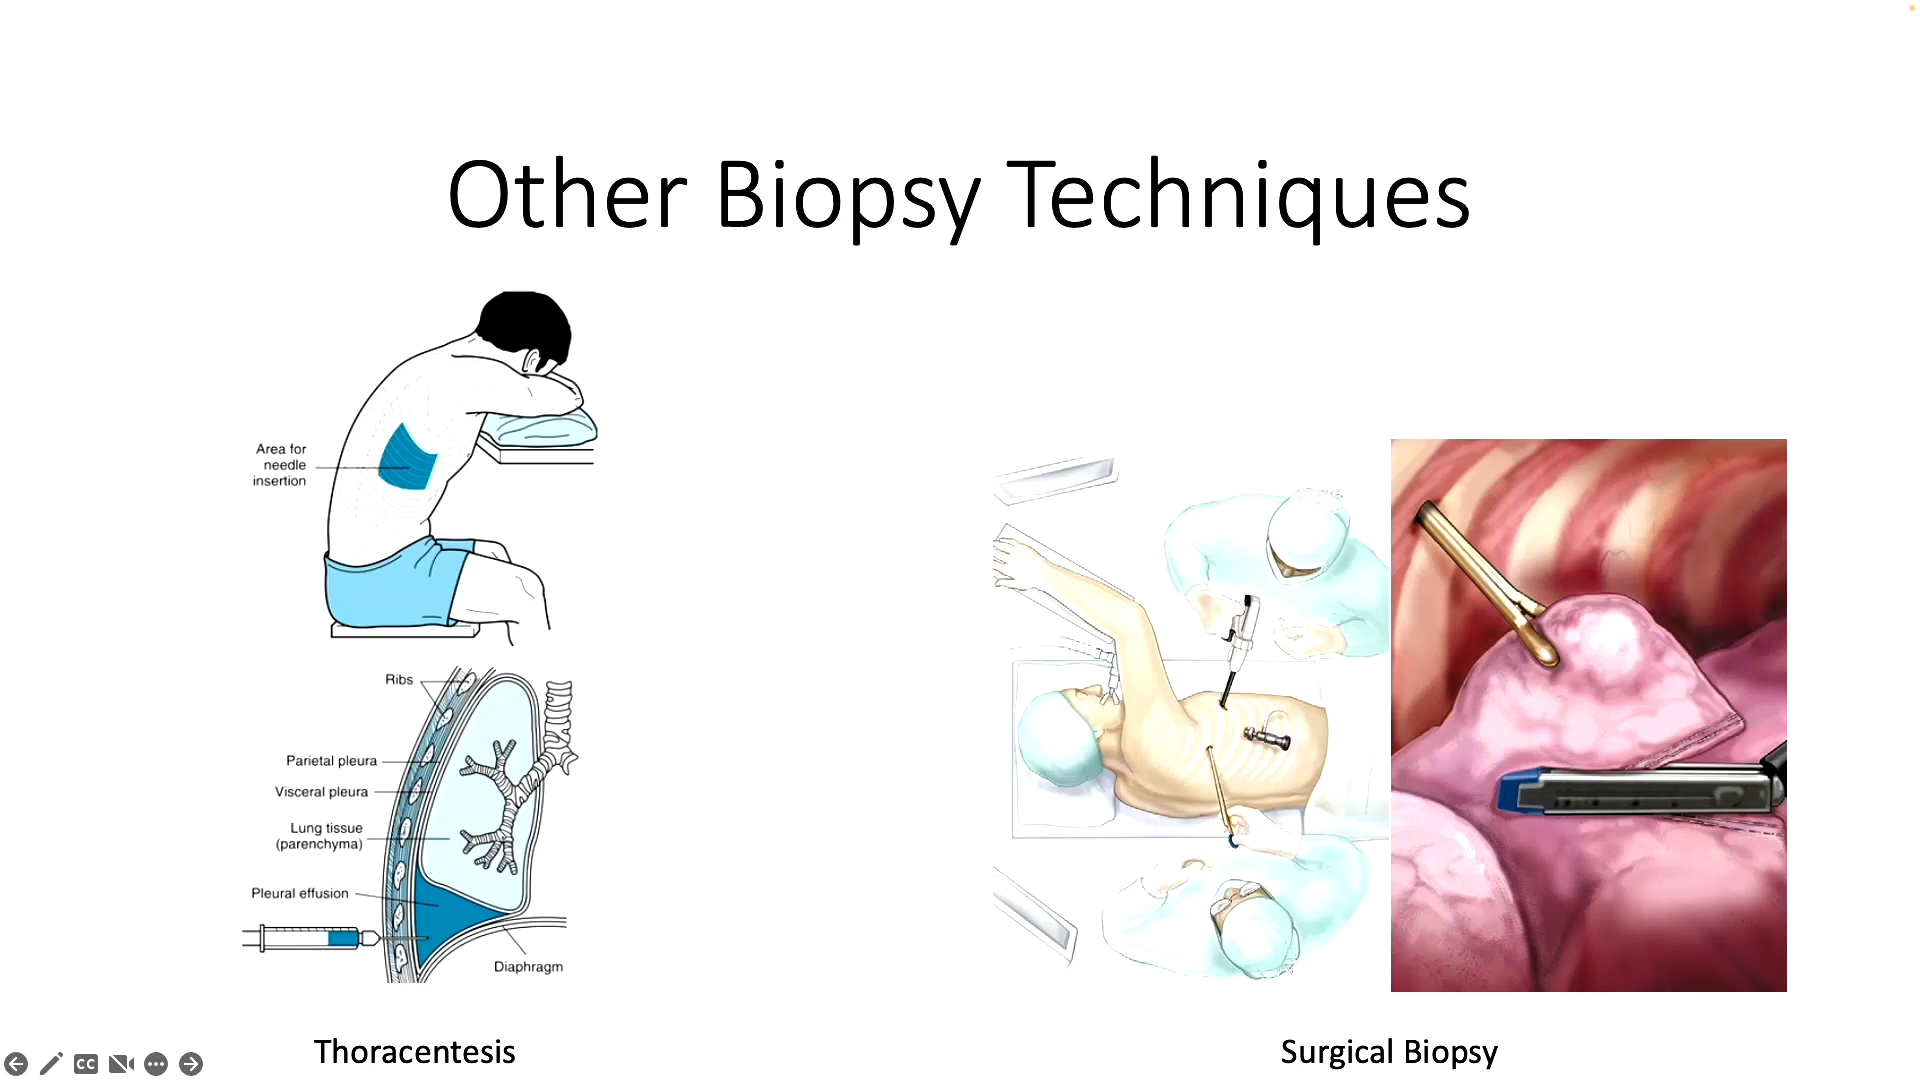 Other Biopsy Techniques
Area for
needle
insertion
Ribs
Parietal pleura
Visceral pleura
Lung tissue
(parenchyma)
Pleural effusion
Diaphragm
Thoracentesis
Surgical Biopsy
CC